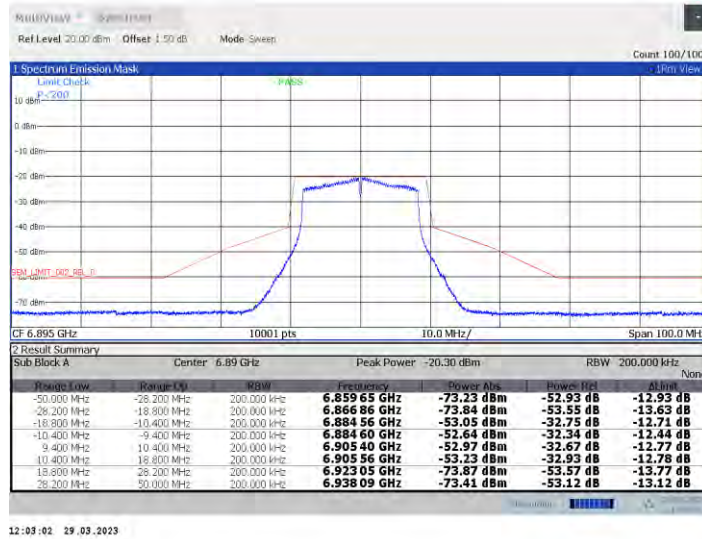 MultiView Spectrum
Ref Level 20.00 dBm Offset 1.50 dB Mode Sweep
Count 100/100
1 Spectrum Emission Mask 1Rm View
Limit Check PASS
P<200
10 dBm
0 dBm
-10 dBm
-20 dBm
-30 dBm
-40 dBm
-50 dBm
-70 dBm
CF 6.895 GHz 10001 pts 10.0 MHz/ Span 100.0 MHz
2 Result Summary
Sub Block A Center 6.89 GHz Peak Power -20.30 dBm RBW 200.000 kHz
None
Range Low Range Up RBW Frequency Power Abs Power Rel ΔLimit
-50.000 MHz -28.200 MHz 200.000 kHz 6.859 65 GHz -73.23 dBm -52.93 dB -12.93 dB
-28.200 MHz -18.800 MHz 200.000 kHz 6.866 86 GHz -73.84 dBm -53.55 dB -13.63 dB
-18.800 MHz -10.400 MHz 200.000 kHz 6.884 56 GHz -53.05 dBm -32.75 dB -12.71 dB
-10.400 MHz -9.400 MHz 200.000 kHz 6.884 60 GHz -52.64 dBm -32.34 dB -12.44 dB
9.400 MHz 10.400 MHz 200.000 kHz 6.905 40 GHz -52.97 dBm -32.67 dB -12.77 dB
10.400 MHz 18.800 MHz 200.000 kHz 6.905 56 GHz -53.23 dBm -32.93 dB -12.78 dB
18.800 MHz 28.200 MHz 200.000 kHz 6.923 05 GHz -73.87 dBm -53.57 dB -13.77 dB
28.200 MHz 50.000 MHz 200.000 kHz 6.938 09 GHz -73.41 dBm -53.12 dB -13.12 dB
12:03:02 29.03.2023